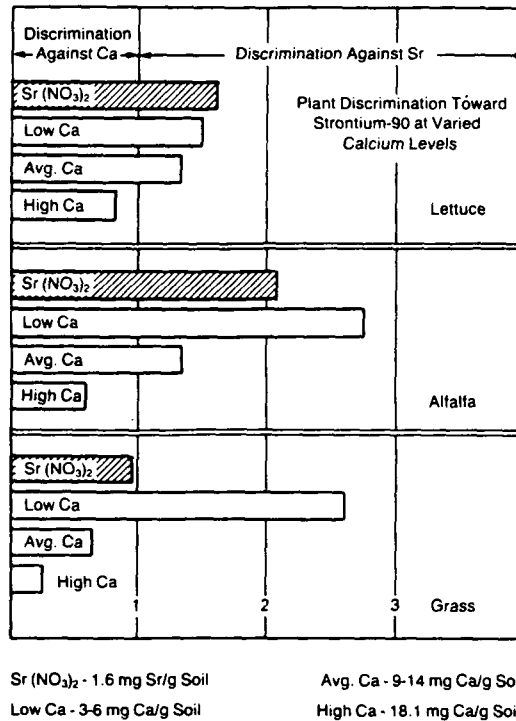 Discrimination
Against Ca
Discrimination Against Sr
Sr (NO₃)₂
Low Ca
Avg. Ca
High Ca
Plant Discrimination Toward
Strontium-90 at Varied
Calcium Levels
Lettuce
Sr (NO₃)₂
Low Ca
Avg. Ca
High Ca
Alfalfa
Sr (NO₃)₂
Low Ca
Avg. Ca
High Ca
1 2 3
Grass
Sr (NO₃)₂ - 1.6 mg Sr/g Soil
Avg. Ca - 9-14 mg Ca/g Soi
Low Ca - 3-6 mg Ca/g Soil
High Ca - 18.1 mg Ca/g Soi